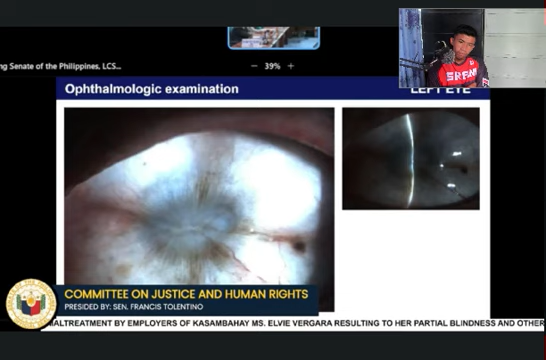 ng Senate of the Philippines, LCS...
− 39% +
Ophthalmologic examination
LEFT EYE
SRFNN
COMMITTEE ON JUSTICE AND HUMAN RIGHTS
PRESIDED BY: SEN. FRANCIS TOLENTINO
MALTREATMENT BY EMPLOYERS OF KASAMBAHAY MS. ELVIE VERGARA RESULTING TO HER PARTIAL BLINDNESS AND OTHER